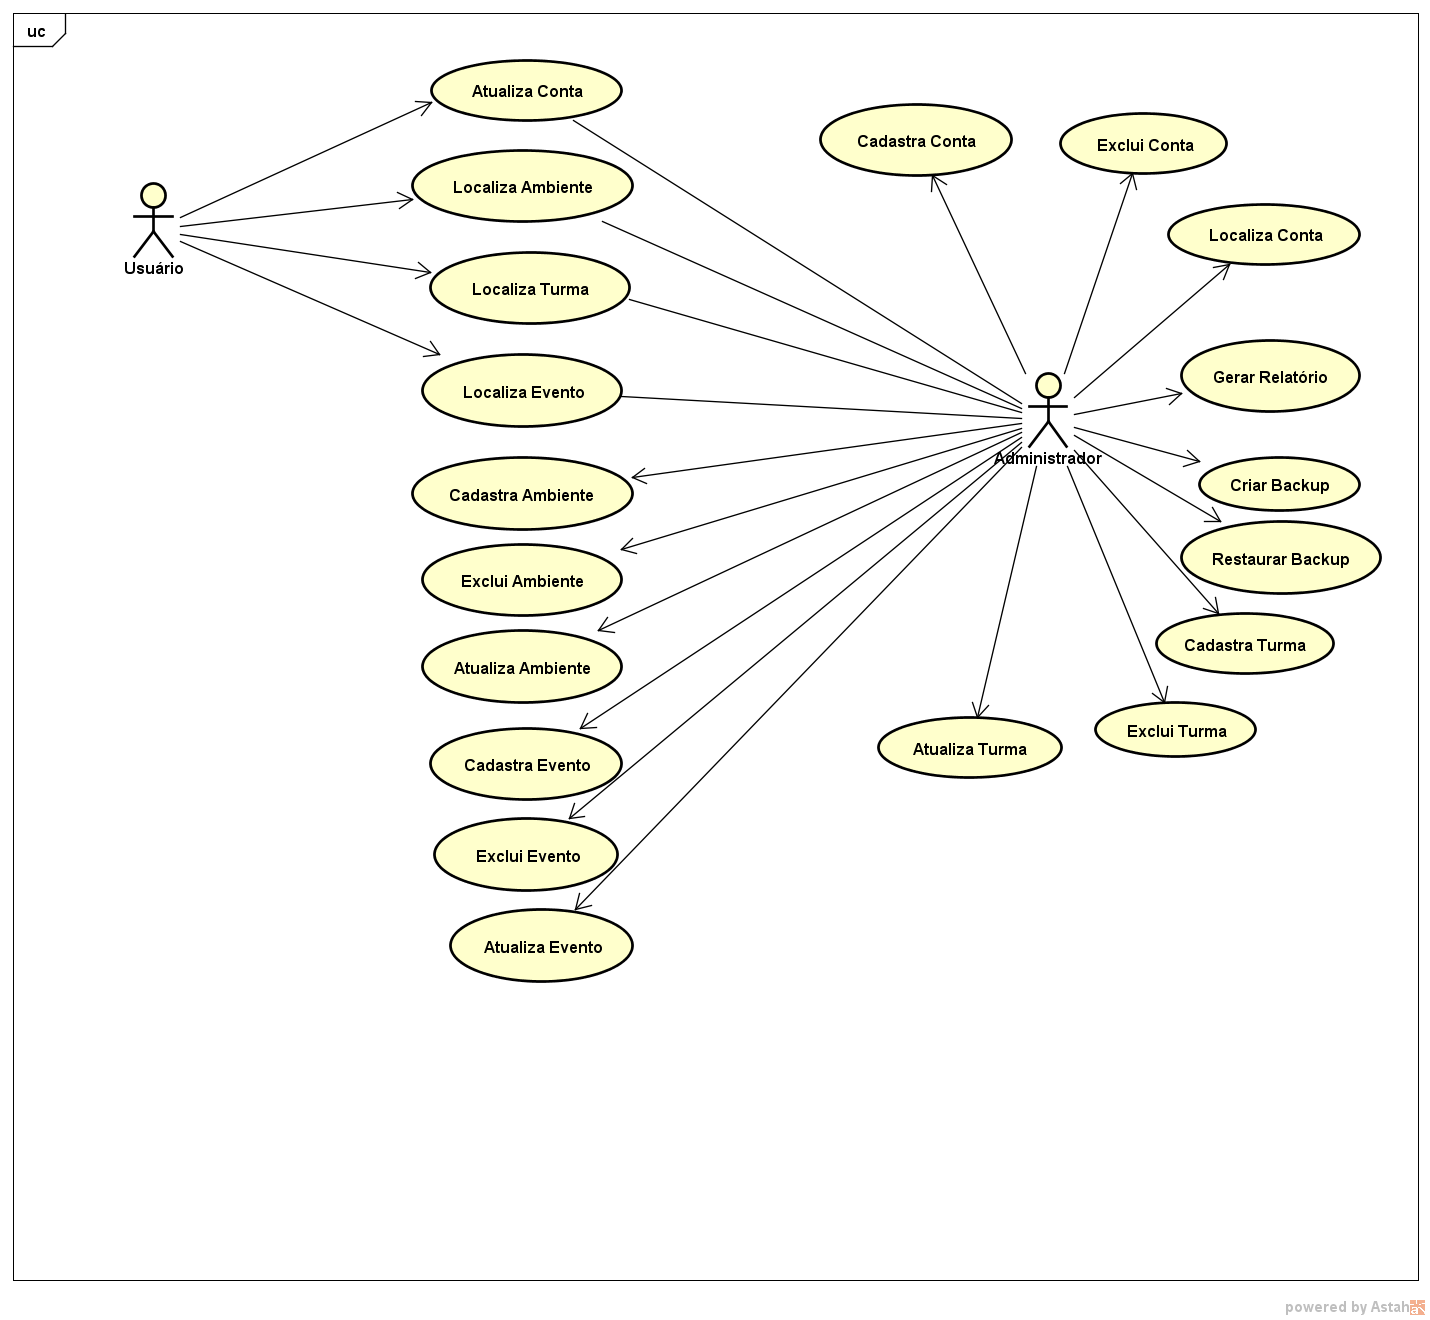 uc
Atualiza Conta
Cadastra Conta
Exclui Conta
Localiza Ambiente
Localiza Conta
Usuário
Localiza Turma
Gerar Relatório
Localiza Evento
Administrador
Criar Backup
Cadastra Ambiente
Restaurar Backup
Exclui Ambiente
Cadastra Turma
Atualiza Ambiente
Exclui Turma
Atualiza Turma
Cadastra Evento
Exclui Evento
Atualiza Evento
powered by Astah